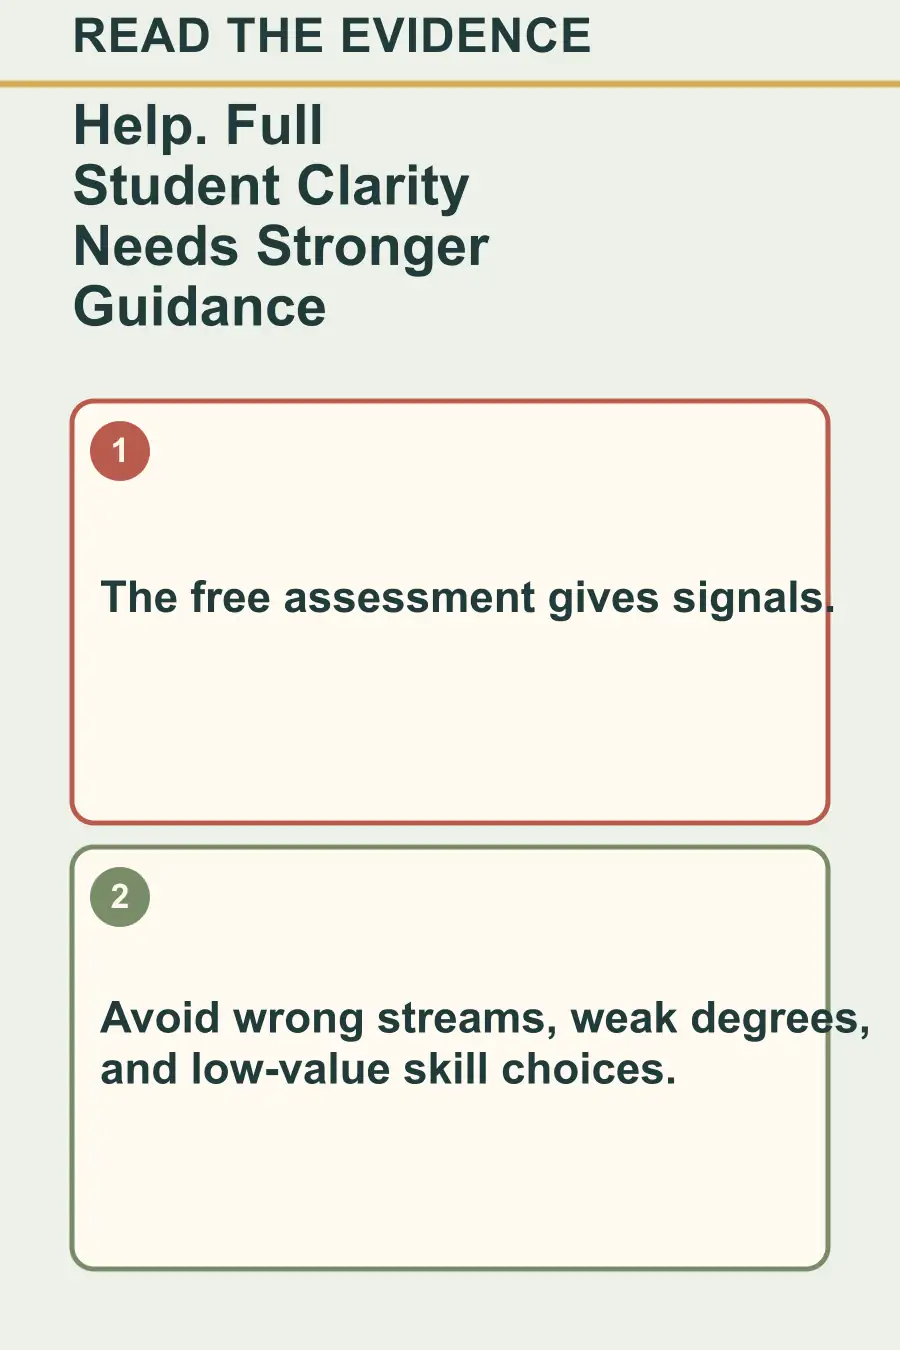 READ THE EVIDENCE
Help. Full
Student Clarity
Needs Stronger
Guidance
1
The free assessment gives signals.
2
Avoid wrong streams, weak degrees,
and low-value skill choices.